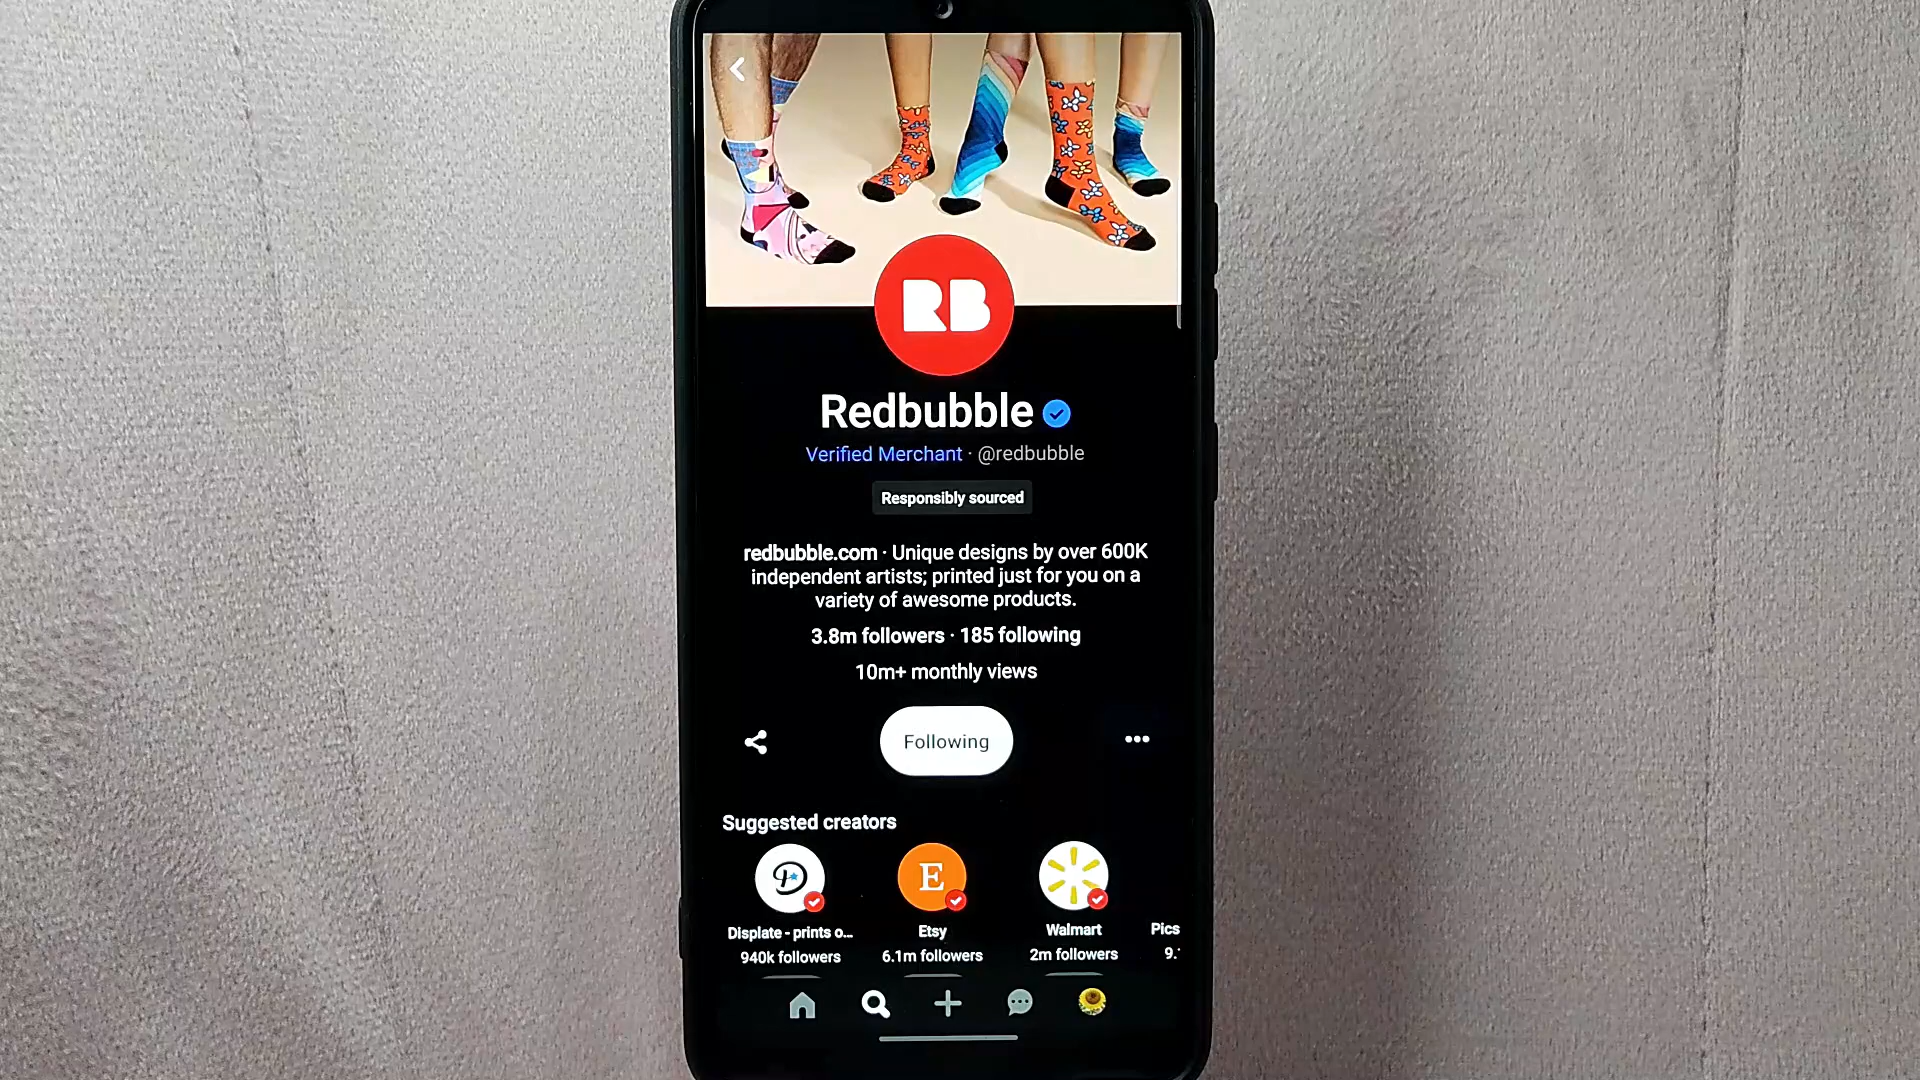 RB
Redbubble
Verified Merchant · @redbubble
Responsibly sourced
redbubble.com · Unique designs by over 600K
independent artists; printed just for you on a
variety of awesome products.
3.8m followers · 185 following
10m+ monthly views
Following
Suggested creators
E
Displate - prints o... Etsy Walmart Pics
940k followers 6.1m followers 2m followers 9.